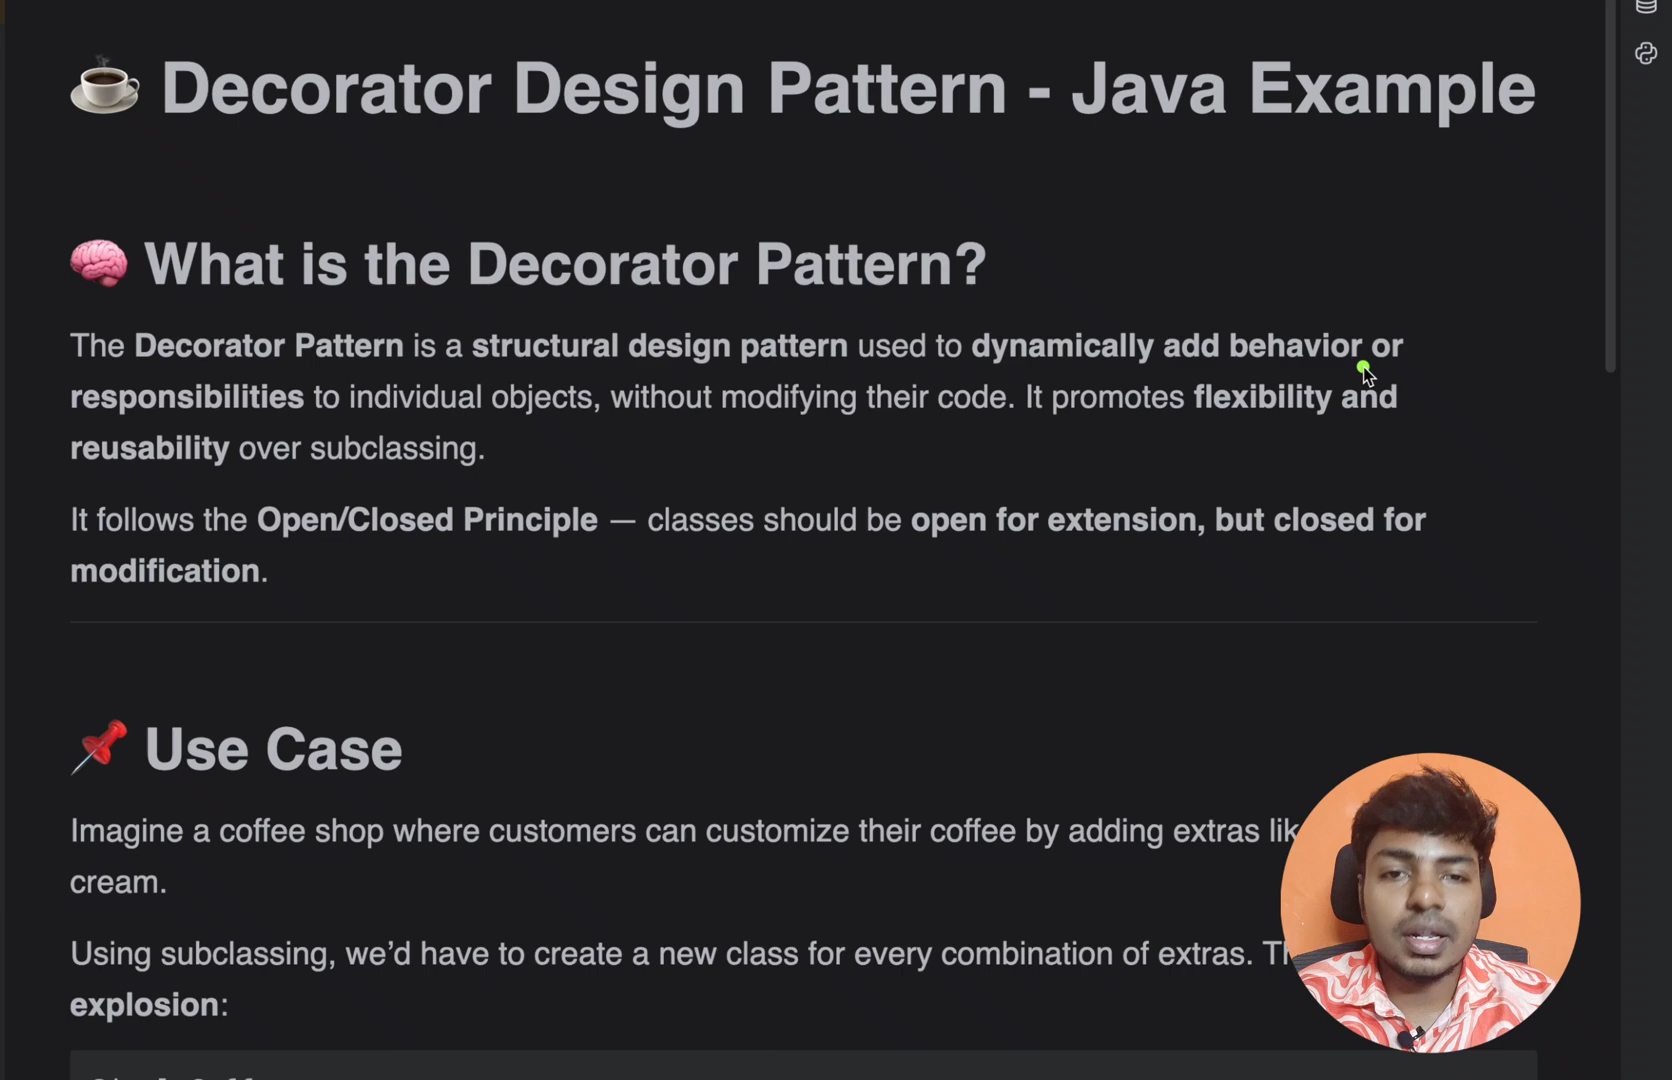 Decorator Design Pattern - Java Example
What is the Decorator Pattern?
The Decorator Pattern is a structural design pattern used to dynamically add behavior or
responsibilities to individual objects, without modifying their code. It promotes flexibility and
reusability over subclassing.
It follows the Open/Closed Principle — classes should be open for extension, but closed for
modification.
Use Case
Imagine a coffee shop where customers can customize their coffee by adding extras
cream.
Using subclassing, we’d have to create a new class for every combination of extras.
explosion: